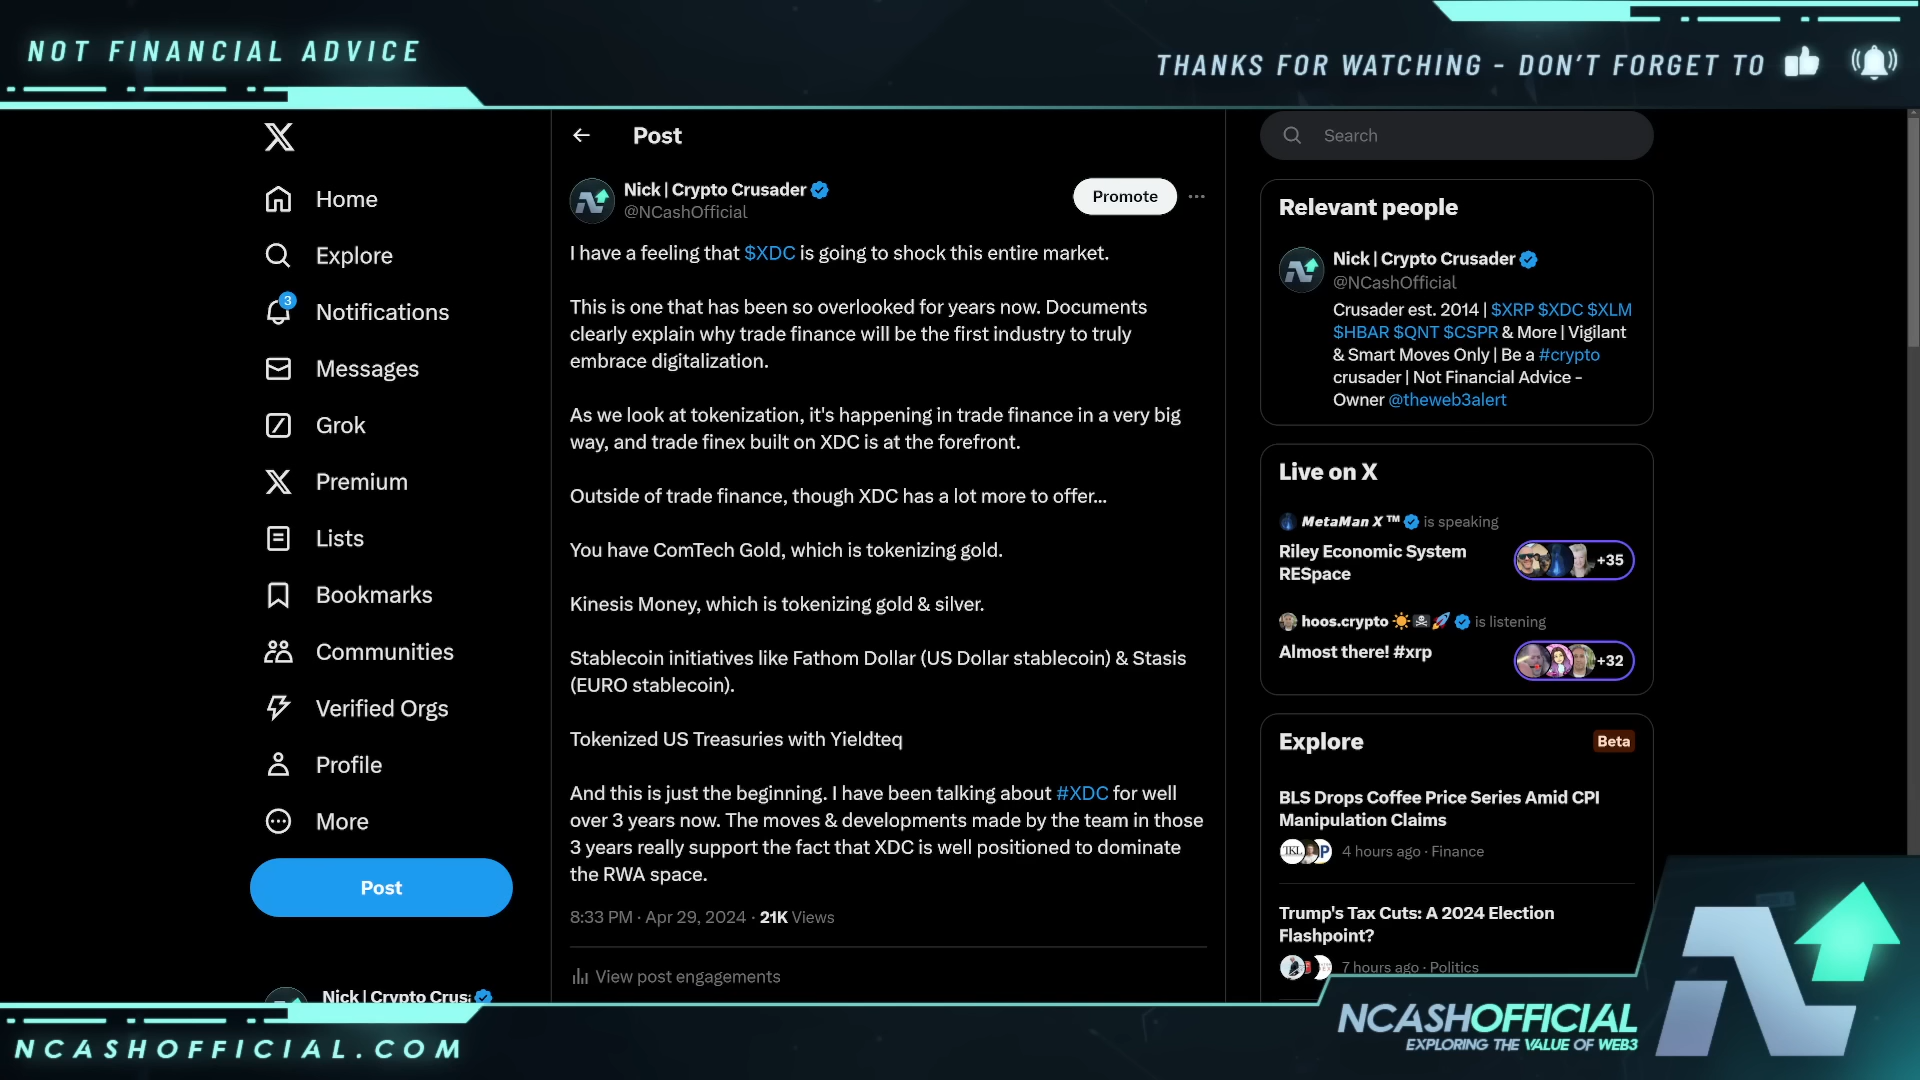 NOT FINANCIAL ADVICE
THANKS FOR WATCHING - DON'T FORGET TO
Home
Explore
3
Notifications
Messages
Grok
Premium
Lists
Bookmarks
Communities
Verified Orgs
Profile
More
Post
Nick | Crypto Crus
Post
Nick | Crypto Crusader
@NCashOfficial
Promote
I have a feeling that $XDC is going to shock this entire market.
This is one that has been so overlooked for years now. Documents
clearly explain why trade finance will be the first industry to truly
embrace digitalization.
As we look at tokenization, it's happening in trade finance in a very big
way, and trade finex built on XDC is at the forefront.
Outside of trade finance, though XDC has a lot more to offer...
You have ComTech Gold, which is tokenizing gold.
Kinesis Money, which is tokenizing gold & silver.
Stablecoin initiatives like Fathom Dollar (US Dollar stablecoin) & Stasis
(EURO stablecoin).
Tokenized US Treasuries with Yieldteq
And this is just the beginning. I have been talking about #XDC for well
over 3 years now. The moves & developments made by the team in those
3 years really support the fact that XDC is well positioned to dominate
the RWA space.
8:33 PM · Apr 29, 2024 · 21K Views
View post engagements
Search
Relevant people
Nick | Crypto Crusader
@NCashOfficial
Crusader est. 2014 | $XRP $XDC $XLM
$HBAR $QNT $CSPR & More | Vigilant
& Smart Moves Only | Be a #crypto
crusader | Not Financial Advice -
Owner @theweb3alert
Live on X
MetaMan X ™ is speaking
Riley Economic System
RESpace
+35
hoos.crypto is listening
Almost there! #xrp
+32
Explore
Beta
BLS Drops Coffee Price Series Amid CPI
Manipulation Claims
4 hours ago · Finance
Trump's Tax Cuts: A 2024 Election
Flashpoint?
7 hours ago · Politics
NCASHOFFICIAL.COM
NCASHOFFICIAL
EXPLORING THE VALUE OF WEB3